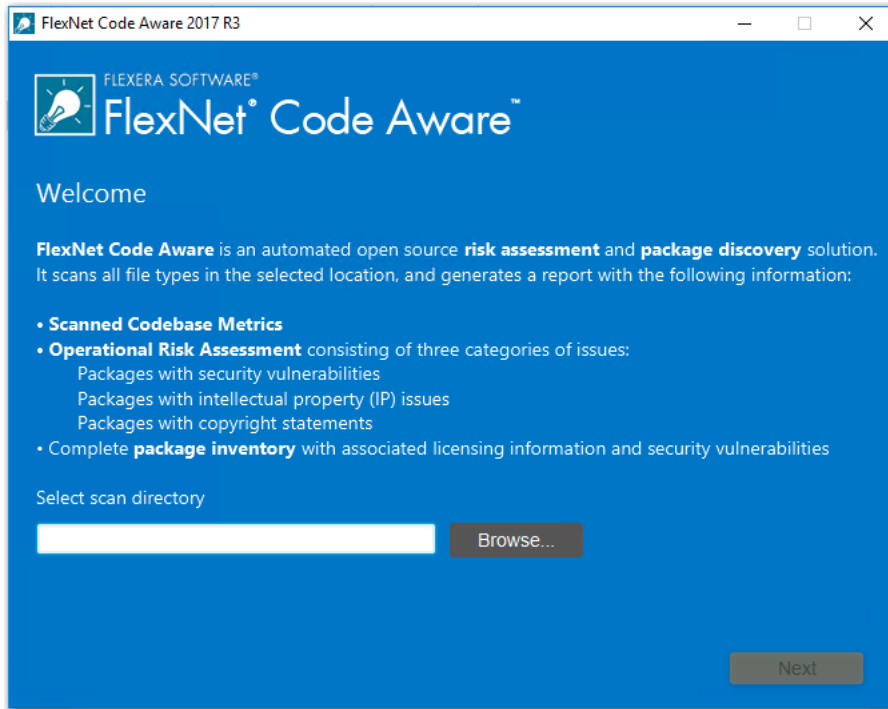 FlexNet Code Aware 2017 R3
FLEXERA SOFTWARE®
FlexNet® Code Aware™
Welcome
FlexNet Code Aware is an automated open source risk assessment and package discovery solution.
It scans all file types in the selected location, and generates a report with the following information:
• Scanned Codebase Metrics
• Operational Risk Assessment consisting of three categories of issues:
Packages with security vulnerabilities
Packages with intellectual property (IP) issues
Packages with copyright statements
• Complete package inventory with associated licensing information and security vulnerabilities
Select scan directory
Browse...
Next